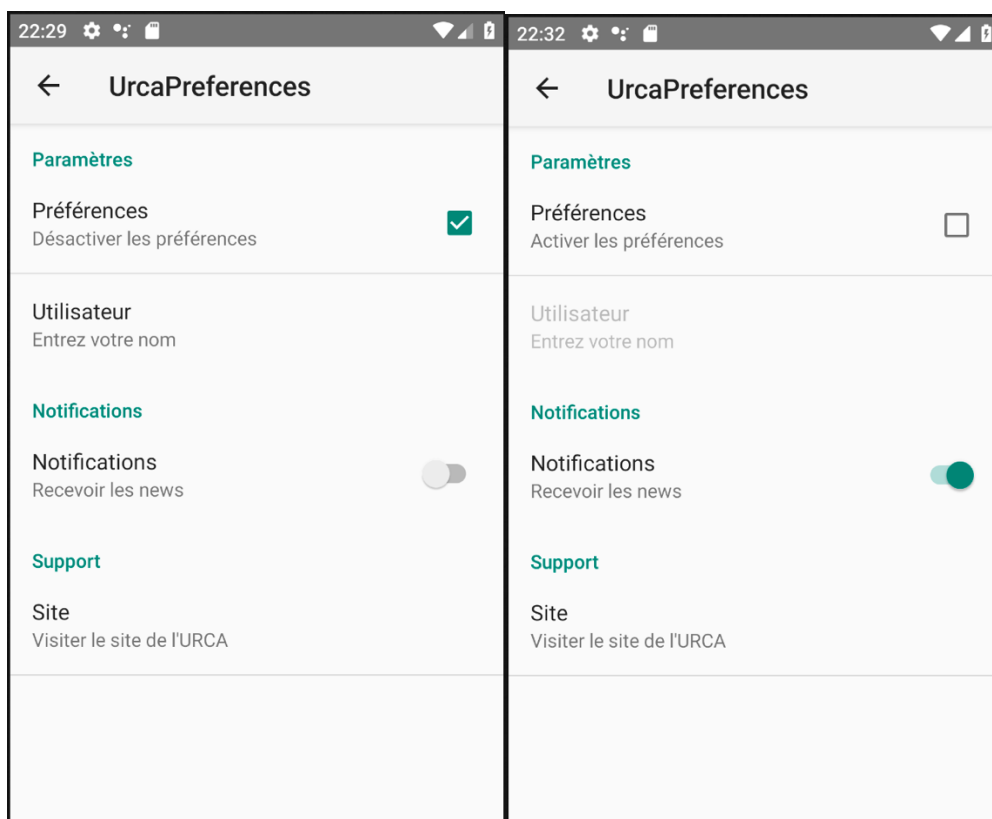 22:29
UrcaPreferences
Paramètres
Préférences
Désactiver les préférences
Utilisateur
Entrez votre nom
Notifications
Notifications
Recevoir les news
Support
Site
Visiter le site de l'URCA
22:32
UrcaPreferences
Paramètres
Préférences
Activer les préférences
Utilisateur
Entrez votre nom
Notifications
Notifications
Recevoir les news
Support
Site
Visiter le site de l'URCA